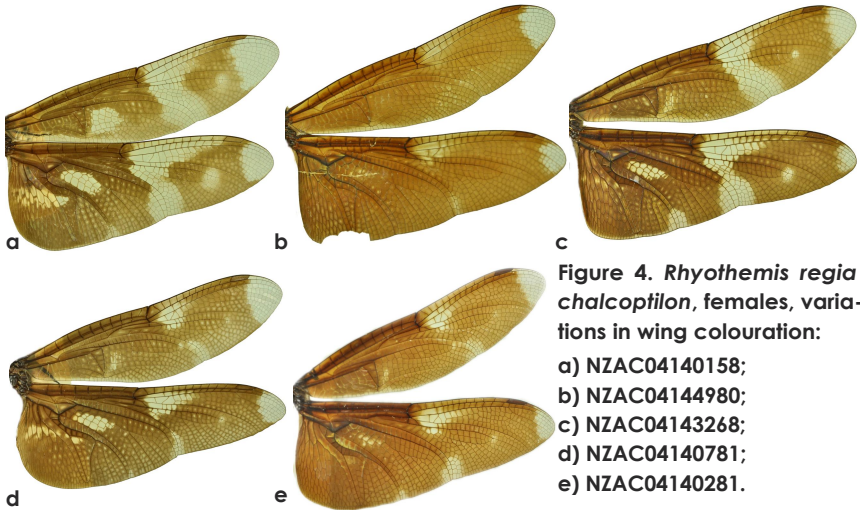 a
b
c
Figure 4. Rhyothemis regia
chalcoptilon, females, varia-
tions in wing colouration:
a) NZAC04140158;
b) NZAC04144980;
c) NZAC04143268;
d) NZAC04140781;
e) NZAC04140281.
d
e